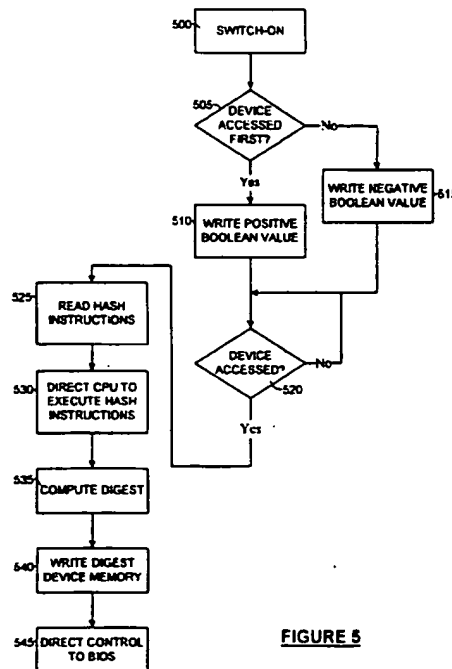 500
SWITCH-ON
505
DEVICE
ACCESSED
FIRST?
No
Yes
510
WRITE POSITIVE
BOOLEAN VALUE
WRITE NEGATIVE
BOOLEAN VALUE
515
525
READ HASH
INSTRUCTIONS
DEVICE
ACCESSED?
No
520
Yes
530
DIRECT CPU TO
EXECUTE HASH
INSTRUCTIONS
535
COMPUTE DIGEST
540
WRITE DIGEST
DEVICE MEMORY
545
DIRECT CONTROL
TO BIOS
FIGURE 5